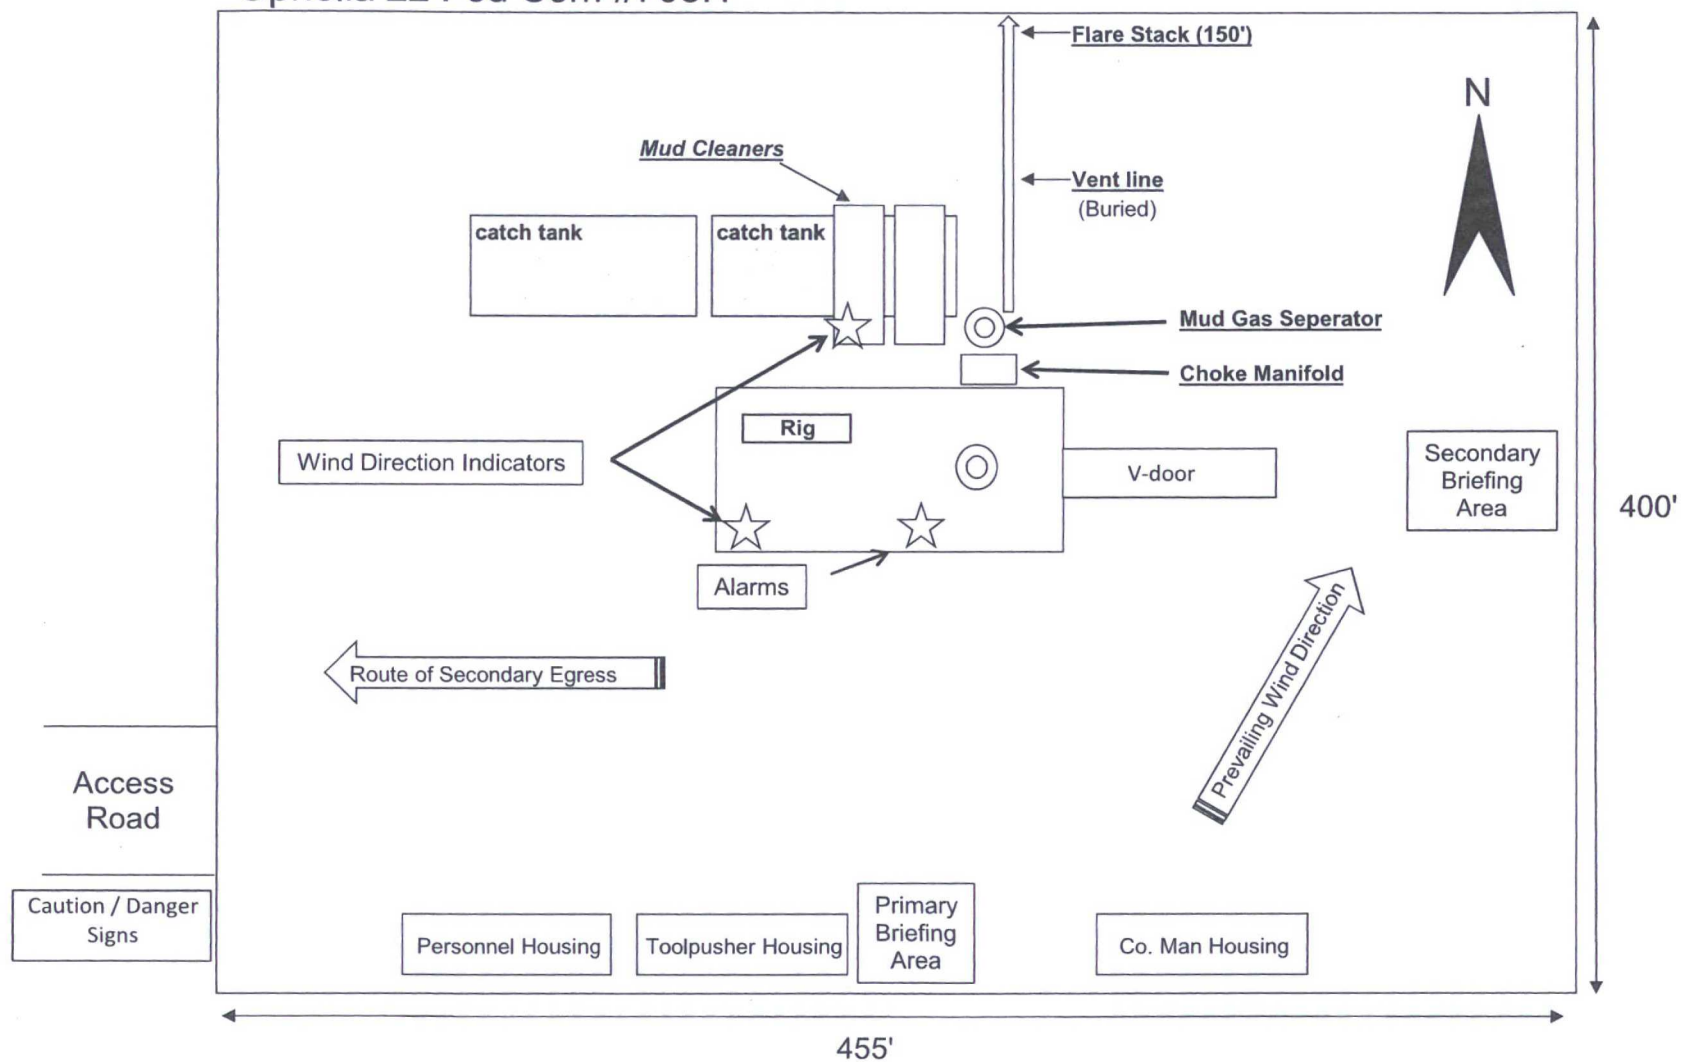 Flare Stack (150')
N
Mud Cleaners
Vent line
(Buried)
catch tank
catch tank
Mud Gas Seperator
Choke Manifold
Rig
Wind Direction Indicators
V-door
Secondary
Briefing
Area
400'
Alarms
Prevailing Wind Direction
Route of Secondary Egress
Access
Road
Caution / Danger
Signs
Primary
Briefing
Area
Personnel Housing
Toolpusher Housing
Co. Man Housing
455'